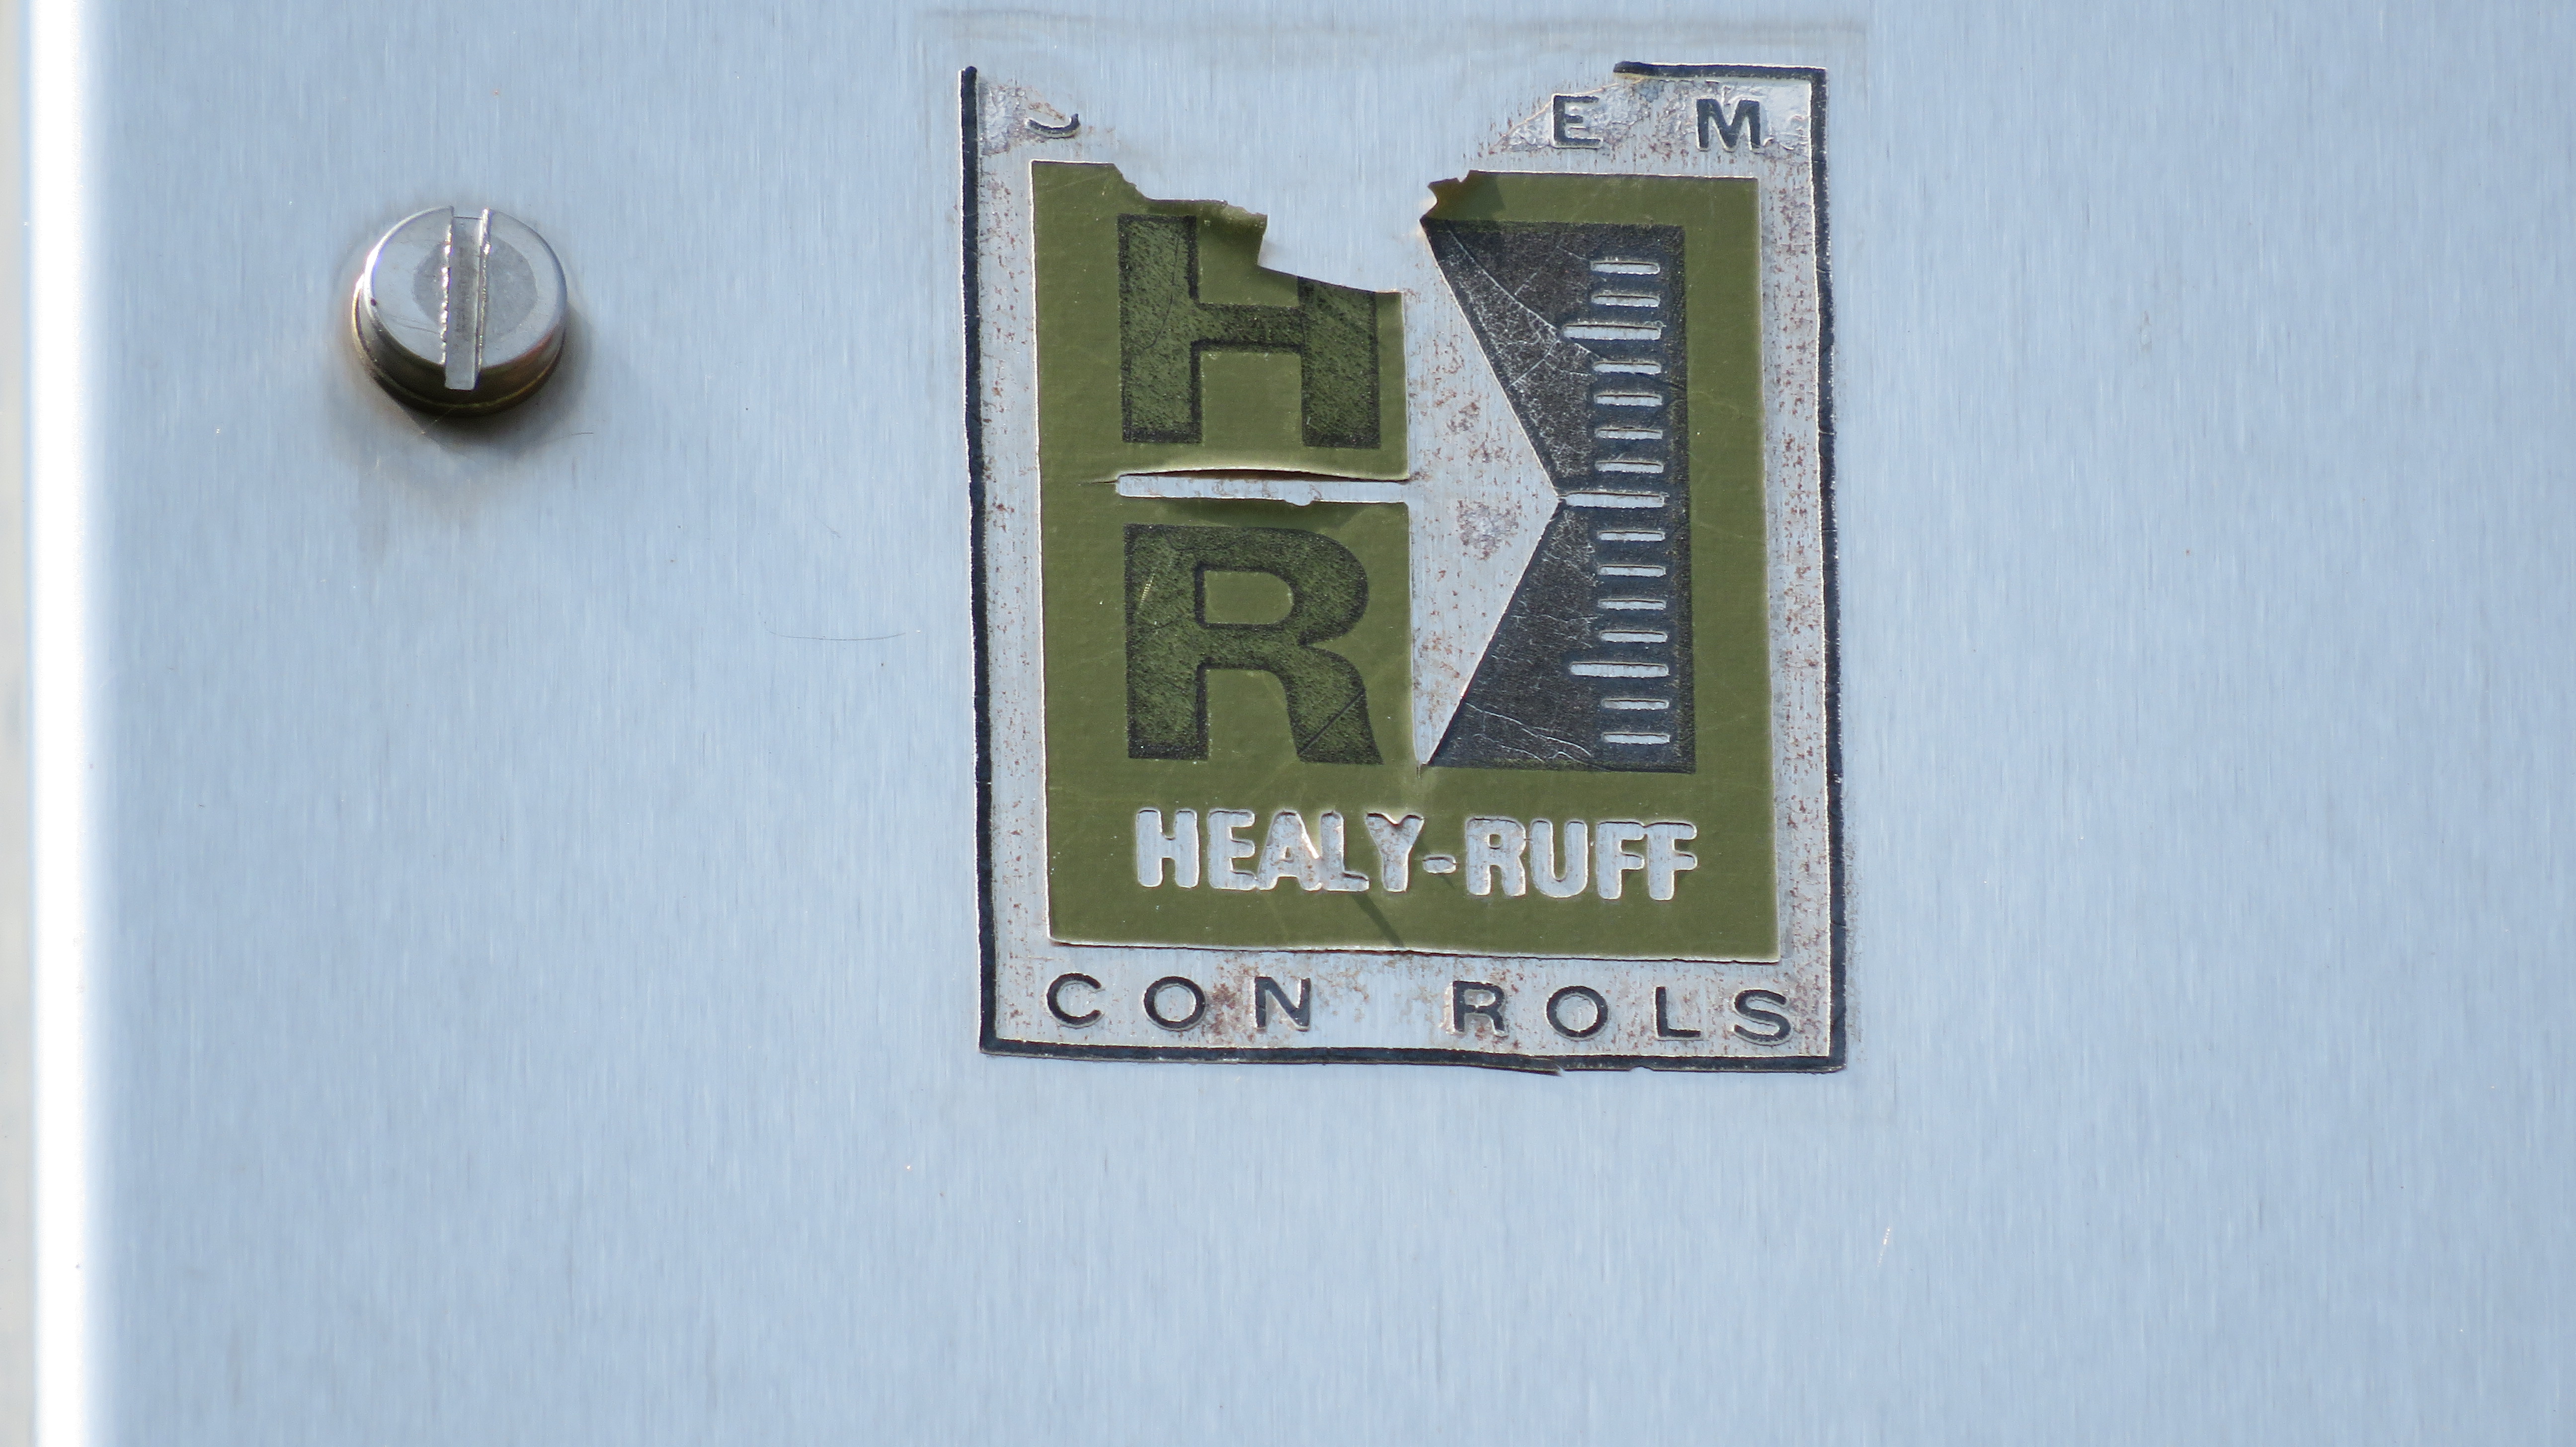 E M
H
R
HEALY-RUFF
CON ROLS